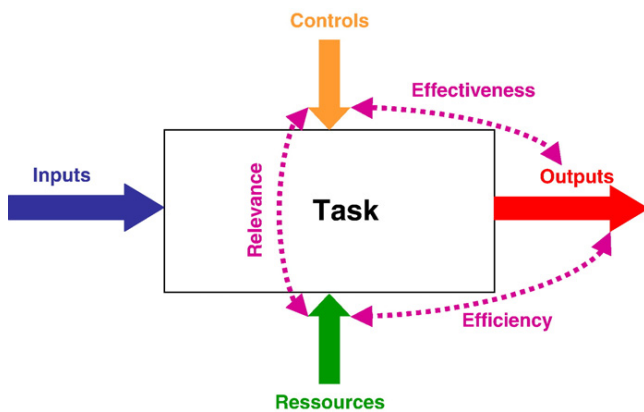 Controls
Effectiveness
Inputs
Relevance
Task
Outputs
Efficiency
Ressources